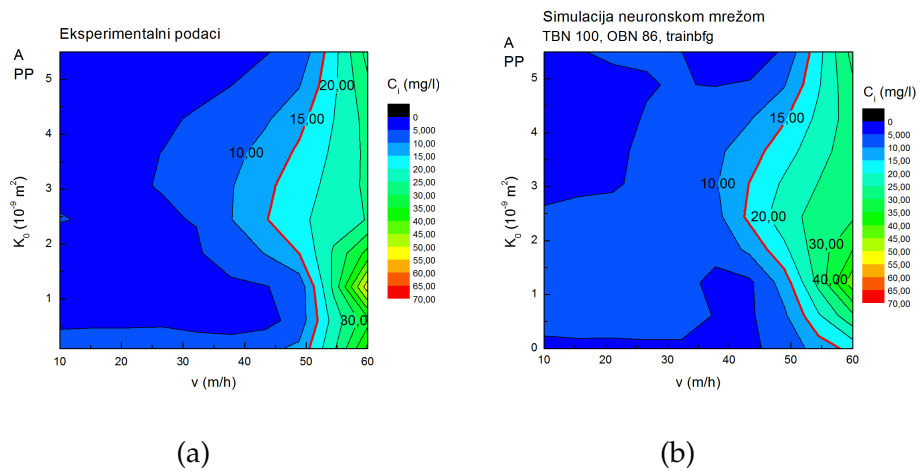 Eksperimentalni podaci
A
PP
K₀ (10⁻⁹ m²)
5
4
3
2
1
20,00
15,00
10,00
30,0
10 20 30 40 50 60
v (m/h)
Cᵢ (mg/l)
0
5,000
10,00
15,00
20,00
25,00
30,00
35,00
40,00
45,00
50,00
55,00
60,00
65,00
70,00
(a)
Simulacija neuronskom mrežom
TBN 100, OBN 86, trainbfg
A
PP
K₀ (10⁻⁹ m²)
5
4
3
2
1
0
15,00
10,00
20,00
30,00
40,00
10 20 30 40 50 60
v (m/h)
Cᵢ (mg/l)
0
5,000
10,00
15,00
20,00
25,00
30,00
35,00
40,00
45,00
50,00
55,00
60,00
65,00
70,00
(b)